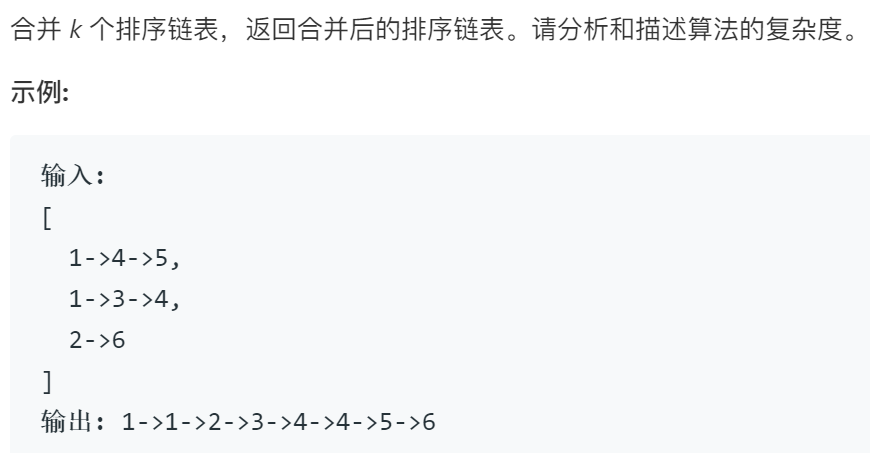 合并 k 个排序链表，返回合并后的排序链表。请分析和描述算法的复杂度。
示例:
输入:
[
  1->4->5,
  1->3->4,
  2->6
]
输出: 1->1->2->3->4->4->5->6